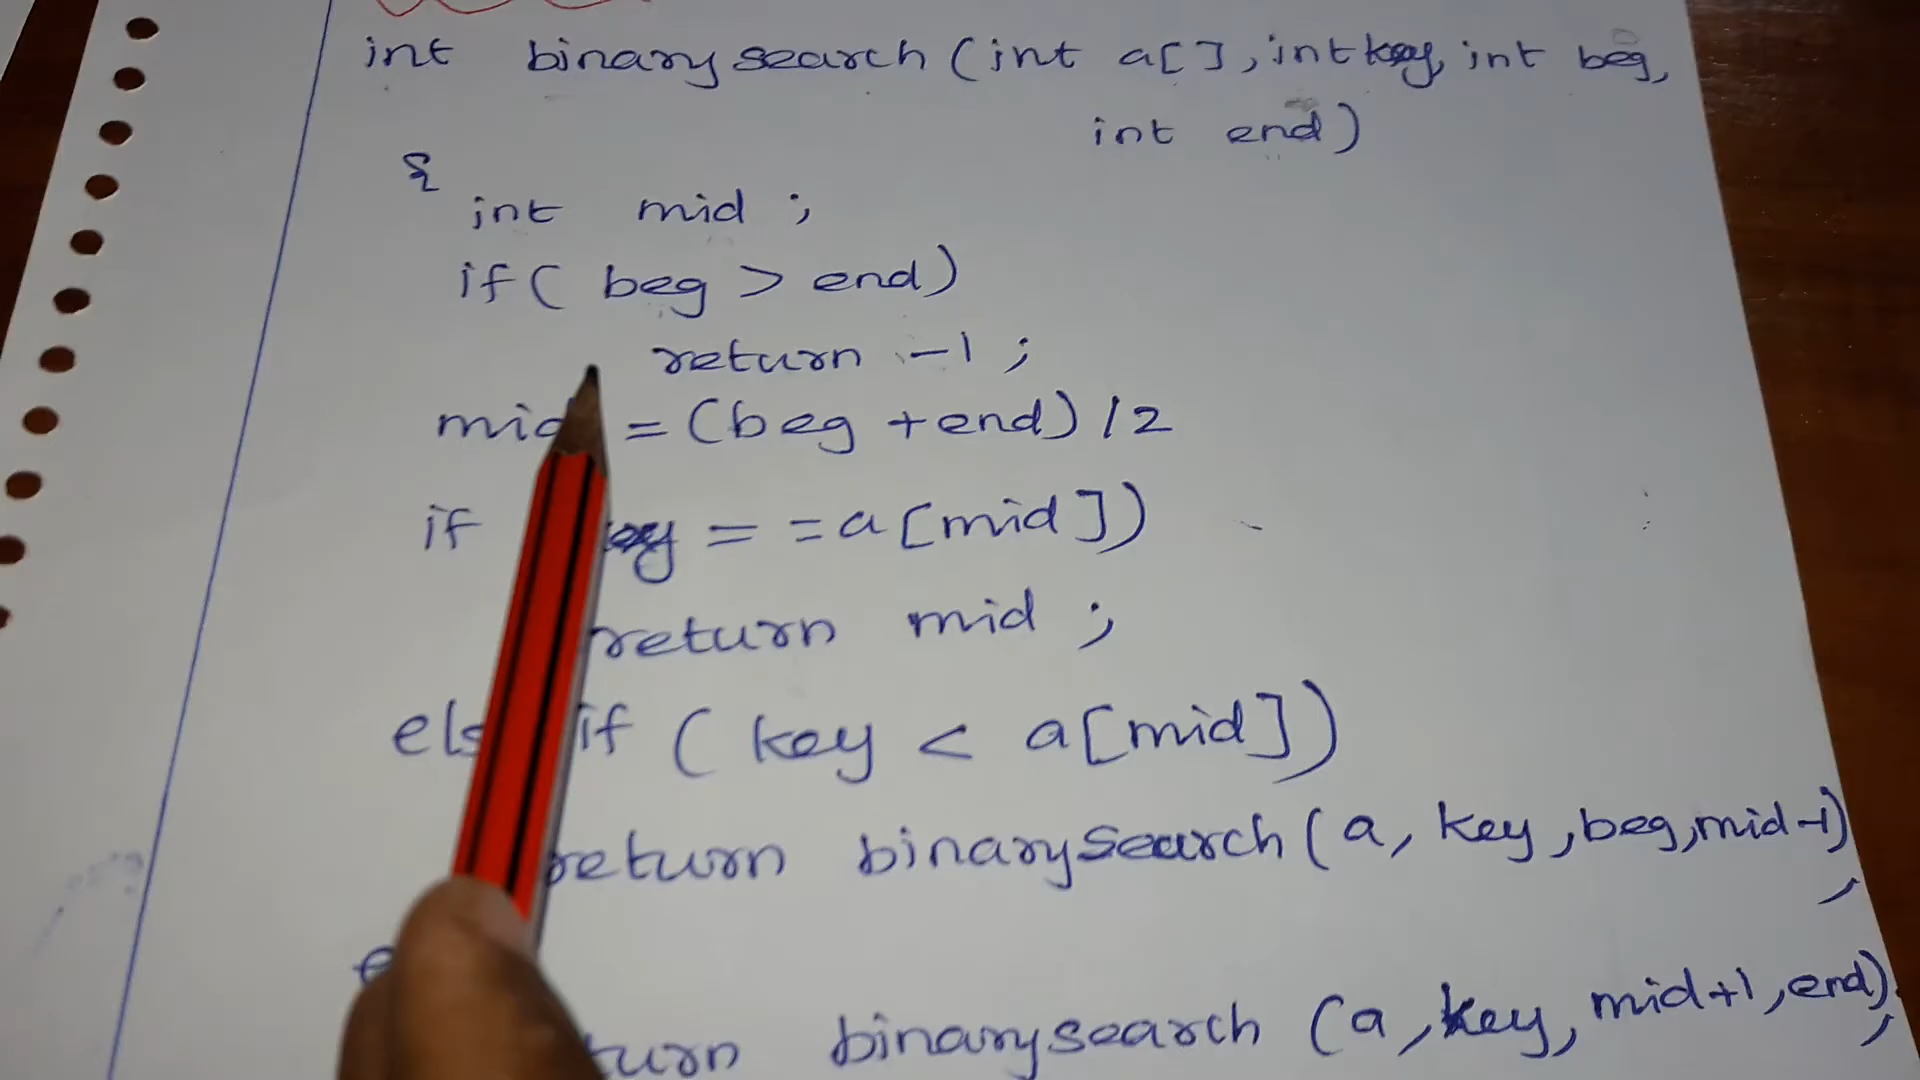 int binarysearch (int a[], int key, int beg,
int end)
{
int mid ;
if ( beg > end)
return -1 ;
mid = (beg + end) / 2
if key = = a [mid])
return mid ;
if ( key < a [mid])
return binarysearch ( a, key, beg, mid-1)
;
binarysearch (a, key, mid+1, end)
;